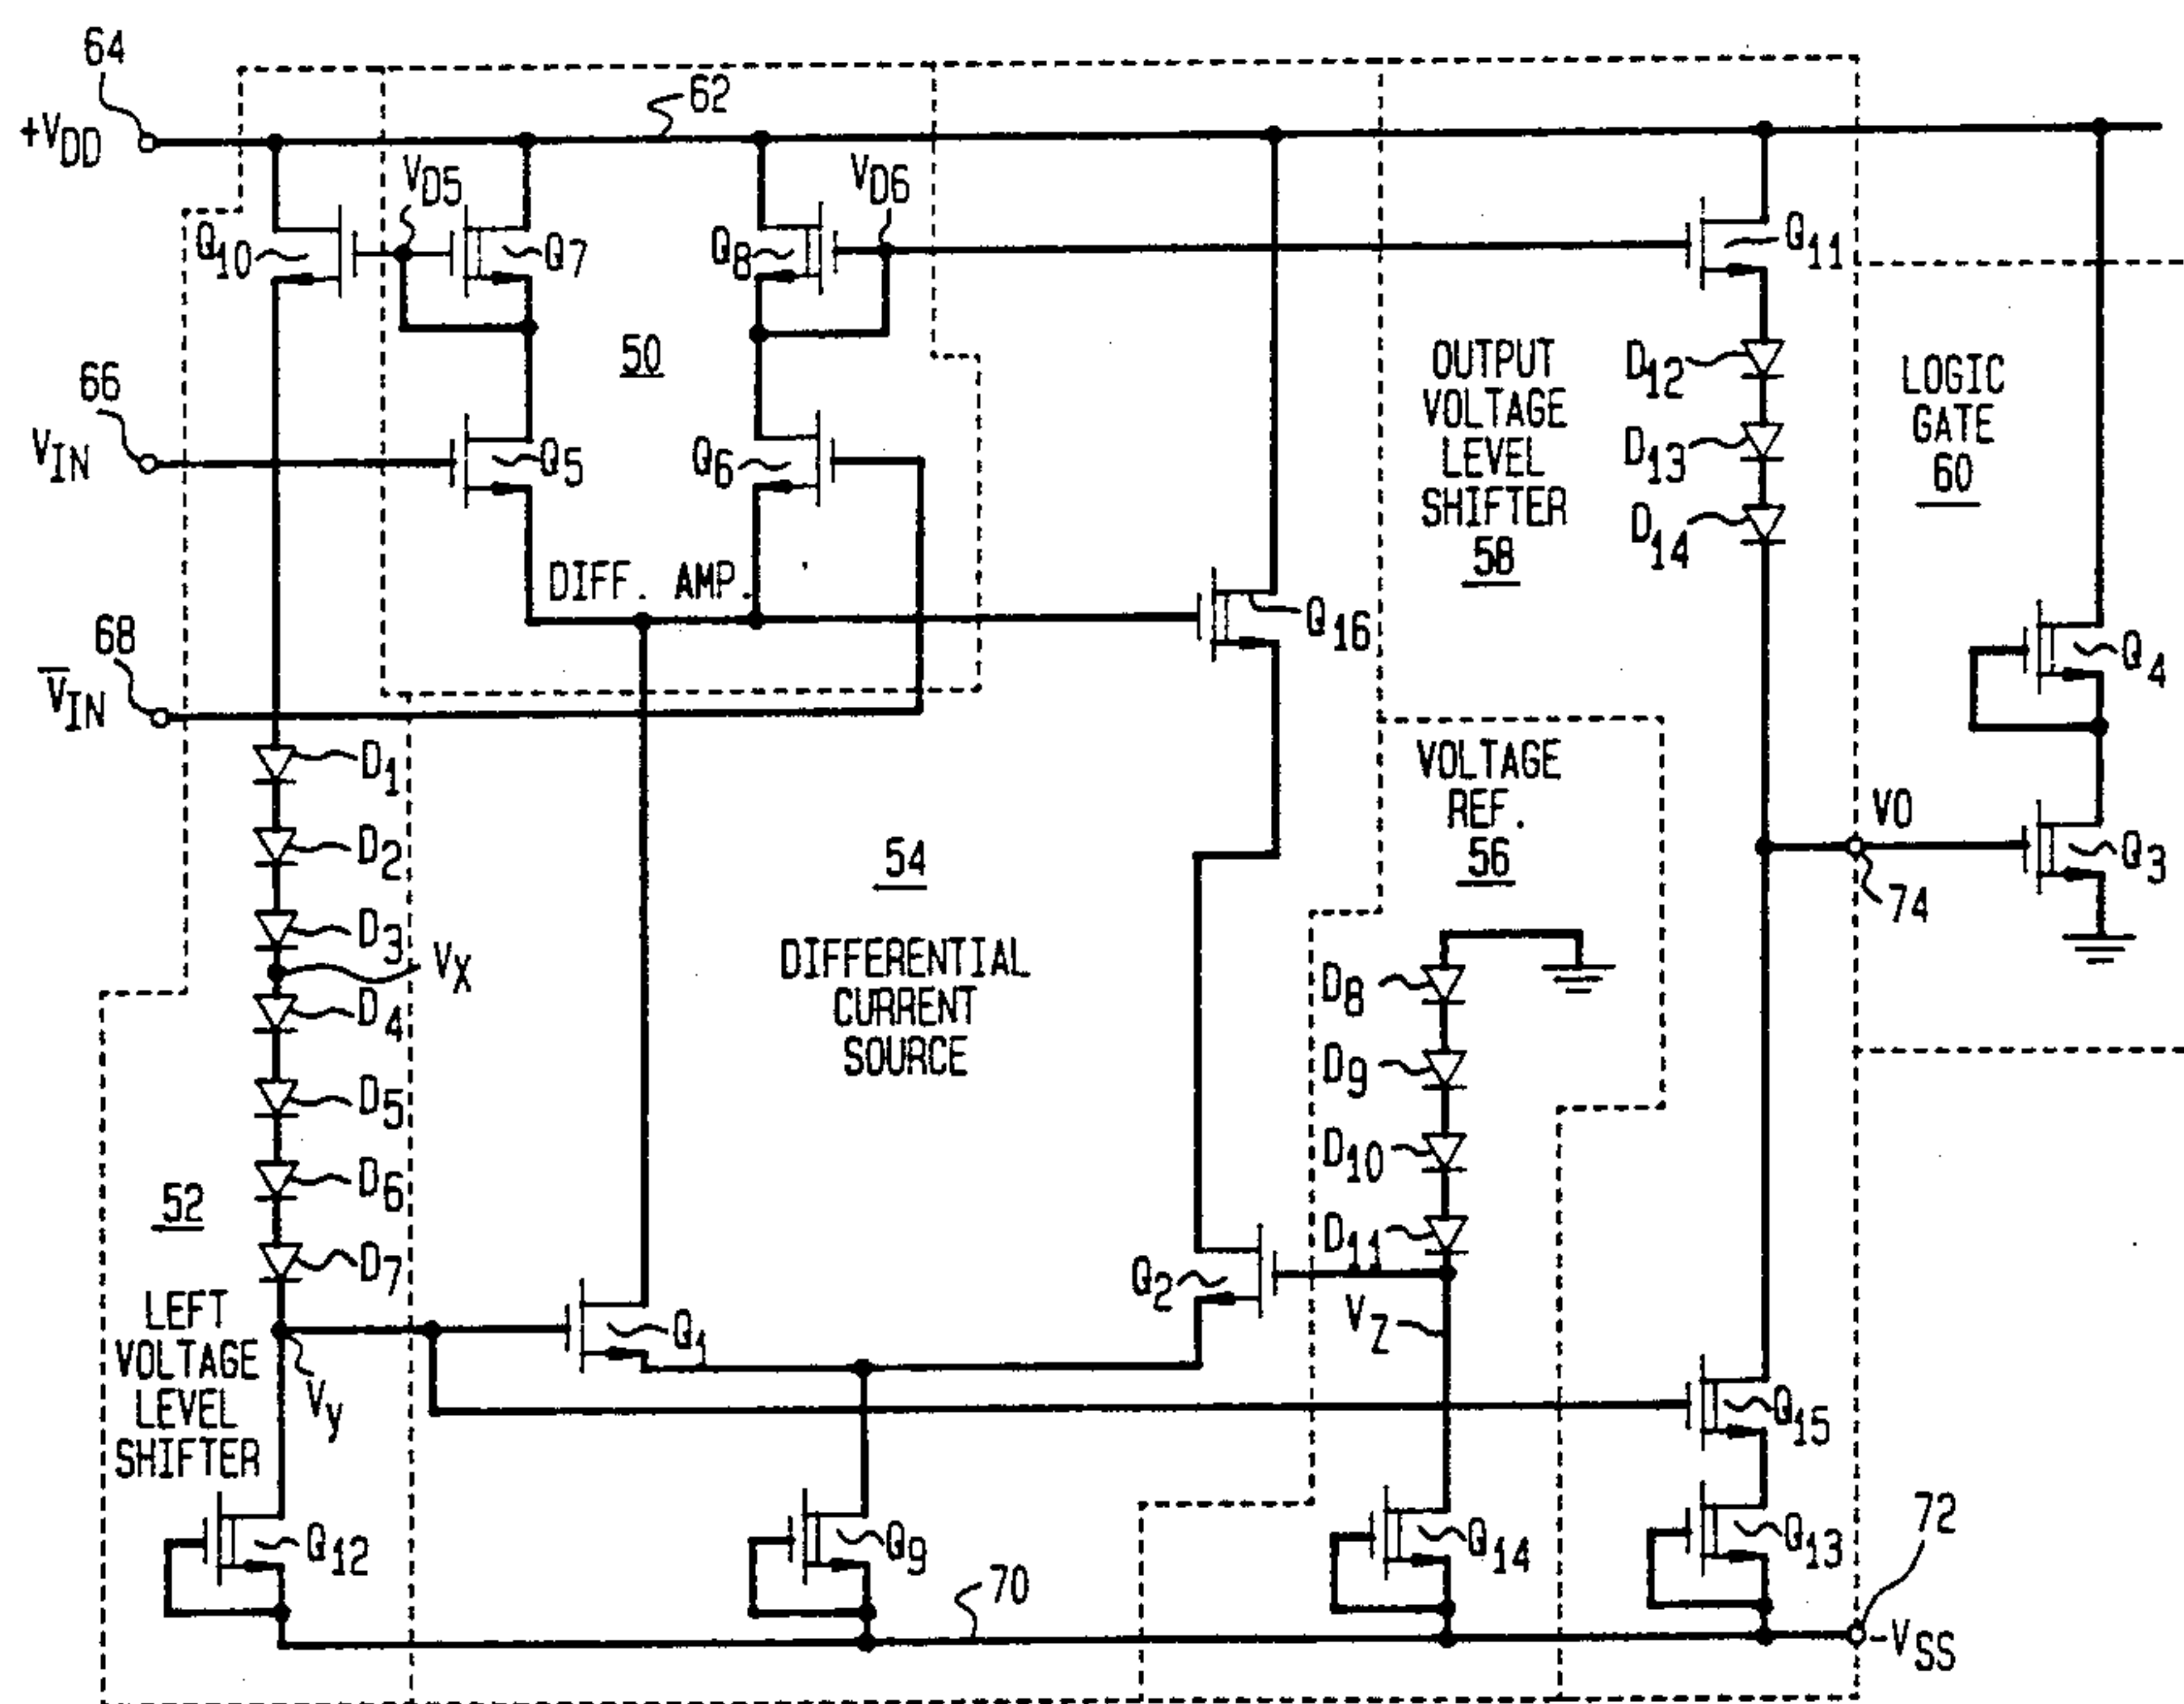 64
+VDD
62
VD5
VD6
Q10
Q7
Q8
Q11
50
66
VIN
Q5
Q6
OUTPUT
VOLTAGE
LEVEL
SHIFTER
58
D12
D13
D14
LOGIC
GATE
60
DIFF. AMP.
Q16
68
V̅IN
Q4
D1
D2
D3
VX
D4
D5
D6
D7
54
DIFFERENTIAL
CURRENT
SOURCE
VOLTAGE
REF.
56
VO
74
Q3
D8
D9
D10
D11
52
LEFT
VOLTAGE
LEVEL
SHIFTER
Vy
Q1
Q2
VZ
Q15
Q12
Q9
Q14
Q13
70
72
-VSS